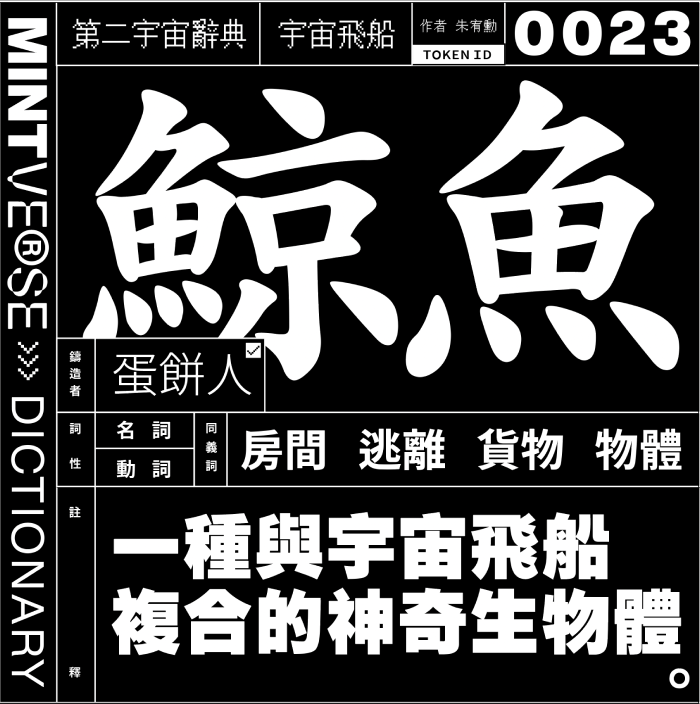 MINTVERSE >>> DICTIONARY
第二宇宙辭典
宇宙飛船
作者 朱宥勳
TOKEN ID
0023
鯨魚
鑄造者
蛋餅人
詞性
名詞
動詞
同義詞
房間 逃離 貨物 物體
註釋
一種與宇宙飛船
複合的神奇生物體
。